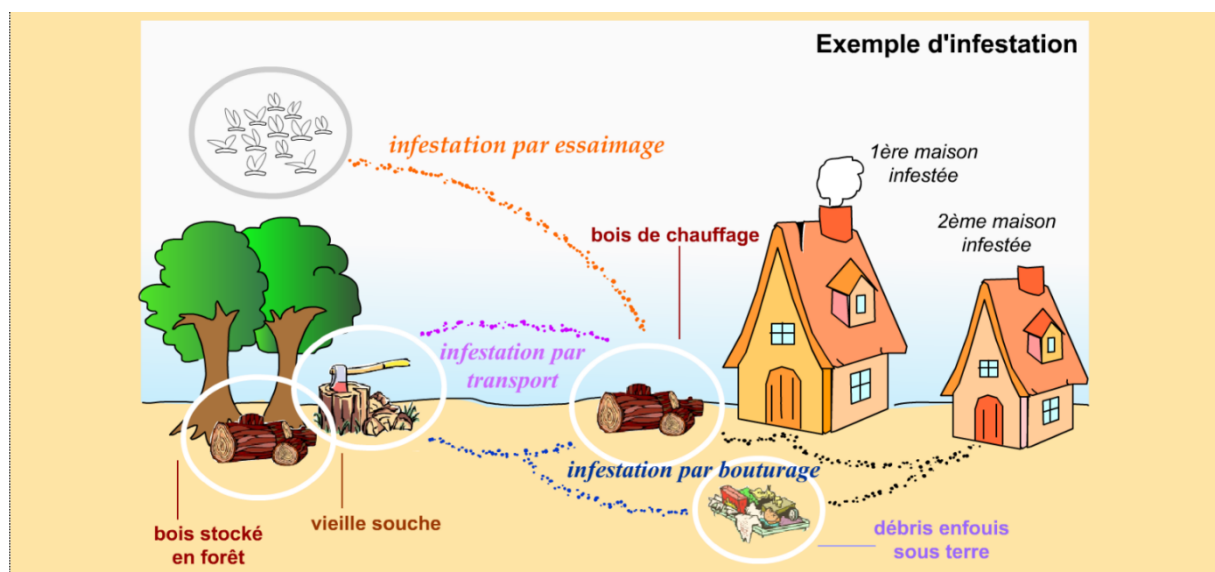 Exemple d'infestation
infestation par essaimage
1ère maison
infestée
2ème maison
infestée
bois de chauffage
infestation par
transport
infestation par bouturage
vieille souche
bois stocké
en forêt
débris enfouis
sous terre